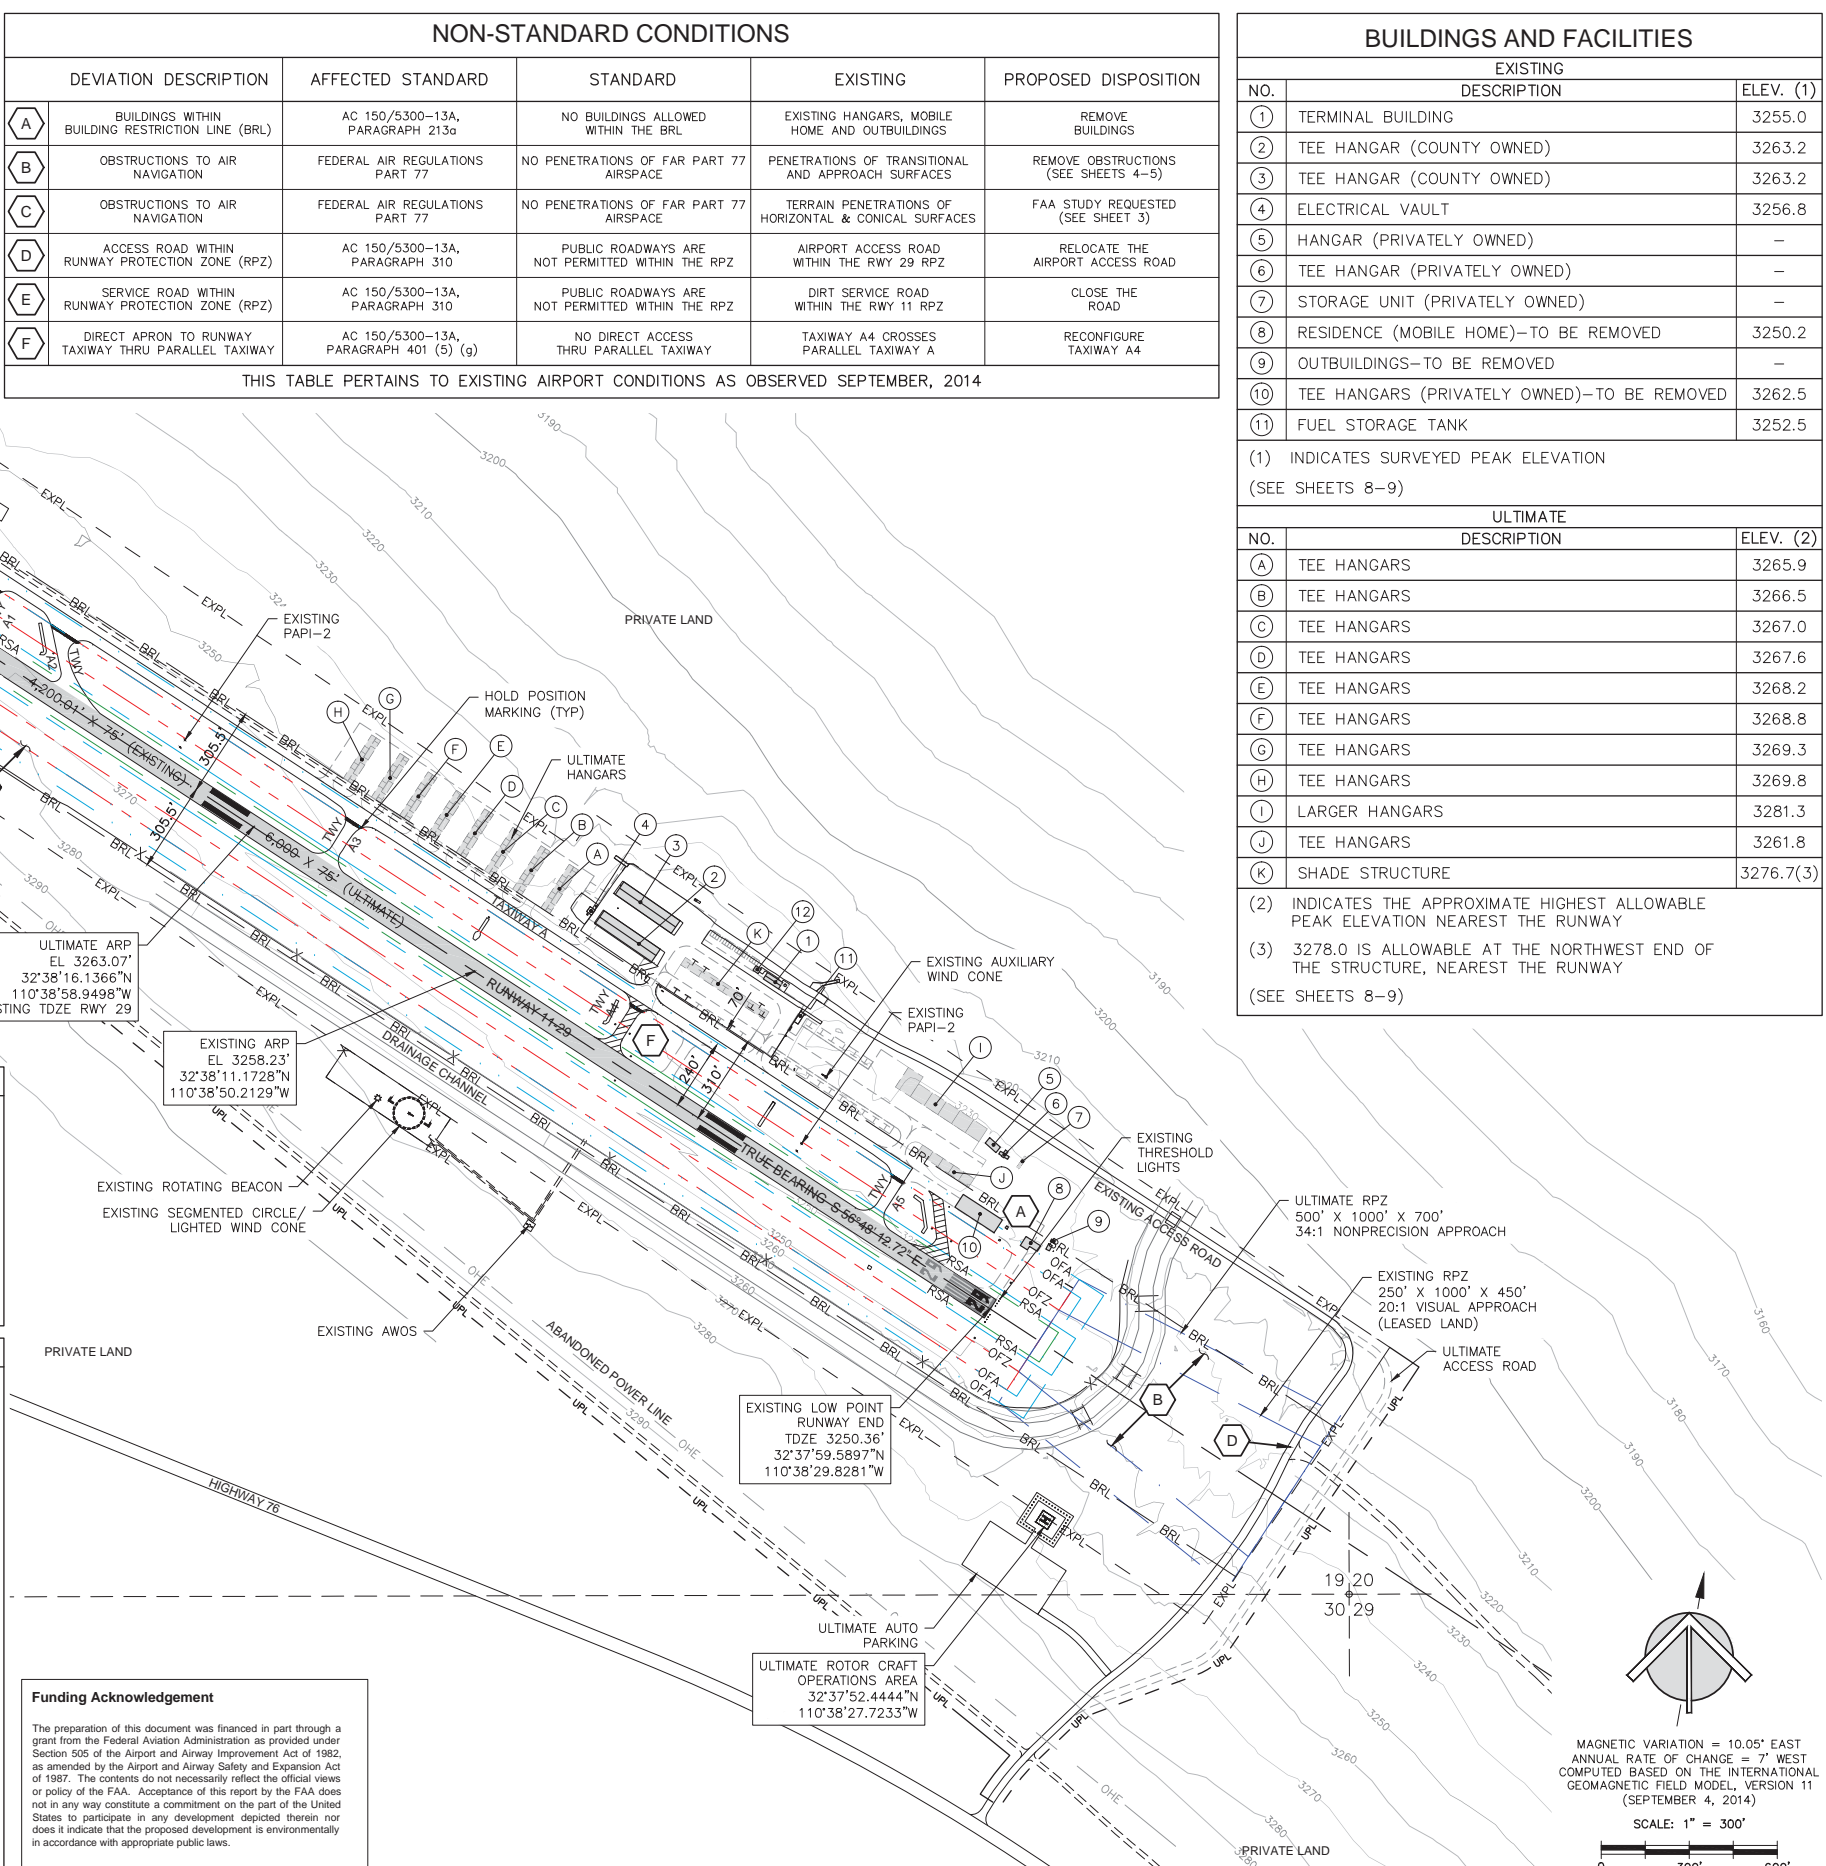 NON-STANDARD CONDITIONS
DEVIATION DESCRIPTION AFFECTED STANDARD STANDARD EXISTING PROPOSED DISPOSITION
A BUILDINGS WITHIN BUILDING RESTRICTION LINE (BRL) AC 150/5300-13A, PARAGRAPH 213a NO BUILDINGS ALLOWED WITHIN THE BRL EXISTING HANGARS, MOBILE HOME AND OUTBUILDINGS REMOVE BUILDINGS
B OBSTRUCTIONS TO AIR NAVIGATION FEDERAL AIR REGULATIONS PART 77 NO PENETRATIONS OF FAR PART 77 AIRSPACE PENETRATIONS OF TRANSITIONAL AND APPROACH SURFACES REMOVE OBSTRUCTIONS (SEE SHEETS 4-5)
C OBSTRUCTIONS TO AIR NAVIGATION FEDERAL AIR REGULATIONS PART 77 NO PENETRATIONS OF FAR PART 77 AIRSPACE TERRAIN PENETRATIONS OF HORIZONTAL & CONICAL SURFACES FAA STUDY REQUESTED (SEE SHEET 3)
D ACCESS ROAD WITHIN RUNWAY PROTECTION ZONE (RPZ) AC 150/5300-13A, PARAGRAPH 310 PUBLIC ROADWAYS ARE NOT PERMITTED WITHIN THE RPZ AIRPORT ACCESS ROAD WITHIN THE RWY 29 RPZ RELOCATE THE AIRPORT ACCESS ROAD
E SERVICE ROAD WITHIN RUNWAY PROTECTION ZONE (RPZ) AC 150/5300-13A, PARAGRAPH 310 PUBLIC ROADWAYS ARE NOT PERMITTED WITHIN THE RPZ DIRT SERVICE ROAD WITHIN THE RWY 11 RPZ CLOSE THE ROAD
F DIRECT APRON TO RUNWAY TAXIWAY THRU PARALLEL TAXIWAY AC 150/5300-13A, PARAGRAPH 401 (5) (g) NO DIRECT ACCESS THRU PARALLEL TAXIWAY TAXIWAY A4 CROSSES PARALLEL TAXIWAY A RECONFIGURE TAXIWAY A4
THIS TABLE PERTAINS TO EXISTING AIRPORT CONDITIONS AS OBSERVED SEPTEMBER, 2014
BUILDINGS AND FACILITIES
EXISTING
NO. DESCRIPTION ELEV. (1)
1 TERMINAL BUILDING 3255.0
2 TEE HANGAR (COUNTY OWNED) 3263.2
3 TEE HANGAR (COUNTY OWNED) 3263.2
4 ELECTRICAL VAULT 3256.8
5 HANGAR (PRIVATELY OWNED) –
6 TEE HANGAR (PRIVATELY OWNED) –
7 STORAGE UNIT (PRIVATELY OWNED) –
8 RESIDENCE (MOBILE HOME)-TO BE REMOVED 3250.2
9 OUTBUILDINGS-TO BE REMOVED –
10 TEE HANGARS (PRIVATELY OWNED)-TO BE REMOVED 3262.5
11 FUEL STORAGE TANK 3252.5
(1) INDICATES SURVEYED PEAK ELEVATION
(SEE SHEETS 8-9)
ULTIMATE
NO. DESCRIPTION ELEV. (2)
A TEE HANGARS 3265.9
B TEE HANGARS 3266.5
C TEE HANGARS 3267.0
D TEE HANGARS 3267.6
E TEE HANGARS 3268.2
F TEE HANGARS 3268.8
G TEE HANGARS 3269.3
H TEE HANGARS 3269.8
I LARGER HANGARS 3281.3
J TEE HANGARS 3261.8
K SHADE STRUCTURE 3276.7(3)
(2) INDICATES THE APPROXIMATE HIGHEST ALLOWABLE
PEAK ELEVATION NEAREST THE RUNWAY
(3) 3278.0 IS ALLOWABLE AT THE NORTHWEST END OF
THE STRUCTURE, NEAREST THE RUNWAY
(SEE SHEETS 8-9)
PRIVATE LAND
EXISTING
PAPI-2
HOLD POSITION
MARKING (TYP)
ULTIMATE
HANGARS
4,200.01' X 75' (EXISTING)
6,000 X 75' (ULTIMATE)
305.5'
305.5'
TAXIWAY A
RUNWAY 11-29
TRUE BEARING S 56°48'12.72" E
ULTIMATE ARP
EL 3263.07'
32°38'16.1366"N
110°38'58.9498"W
STING TDZE RWY 29
EXISTING ARP
EL 3258.23'
32°38'11.1728"N
110°38'50.2129"W
DRAINAGE CHANNEL
70'
240'
310'
EXISTING AUXILIARY
WIND CONE
EXISTING
PAPI-2
EXISTING
THRESHOLD
LIGHTS
EXISTING ACCESS ROAD
ULTIMATE RPZ
500' X 1000' X 700'
34:1 NONPRECISION APPROACH
EXISTING RPZ
250' X 1000' X 450'
20:1 VISUAL APPROACH
(LEASED LAND)
ULTIMATE
ACCESS ROAD
EXISTING ROTATING BEACON
EXISTING SEGMENTED CIRCLE/
LIGHTED WIND CONE
EXISTING AWOS
PRIVATE LAND
ABANDONED POWER LINE
HIGHWAY 76
EXISTING LOW POINT
RUNWAY END
TDZE 3250.36'
32°37'59.5897"N
110°38'29.8281"W
ULTIMATE AUTO
PARKING
ULTIMATE ROTOR CRAFT
OPERATIONS AREA
32°37'52.4444"N
110°38'27.7233"W
19 20
30 29
PRIVATE LAND
Funding Acknowledgement
The preparation of this document was financed in part through a
grant from the Federal Aviation Administration as provided under
Section 505 of the Airport and Airway Improvement Act of 1982,
as amended by the Airport and Airway Safety and Expansion Act
of 1987. The contents do not necessarily reflect the official views
or policy of the FAA. Acceptance of this report by the FAA does
not in any way constitute a commitment on the part of the United
States to participate in any development depicted therein nor
does it indicate that the proposed development is environmentally
in accordance with appropriate public laws.
MAGNETIC VARIATION = 10.05° EAST
ANNUAL RATE OF CHANGE = 7' WEST
COMPUTED BASED ON THE INTERNATIONAL
GEOMAGNETIC FIELD MODEL, VERSION 11
(SEPTEMBER 4, 2014)
SCALE: 1" = 300'